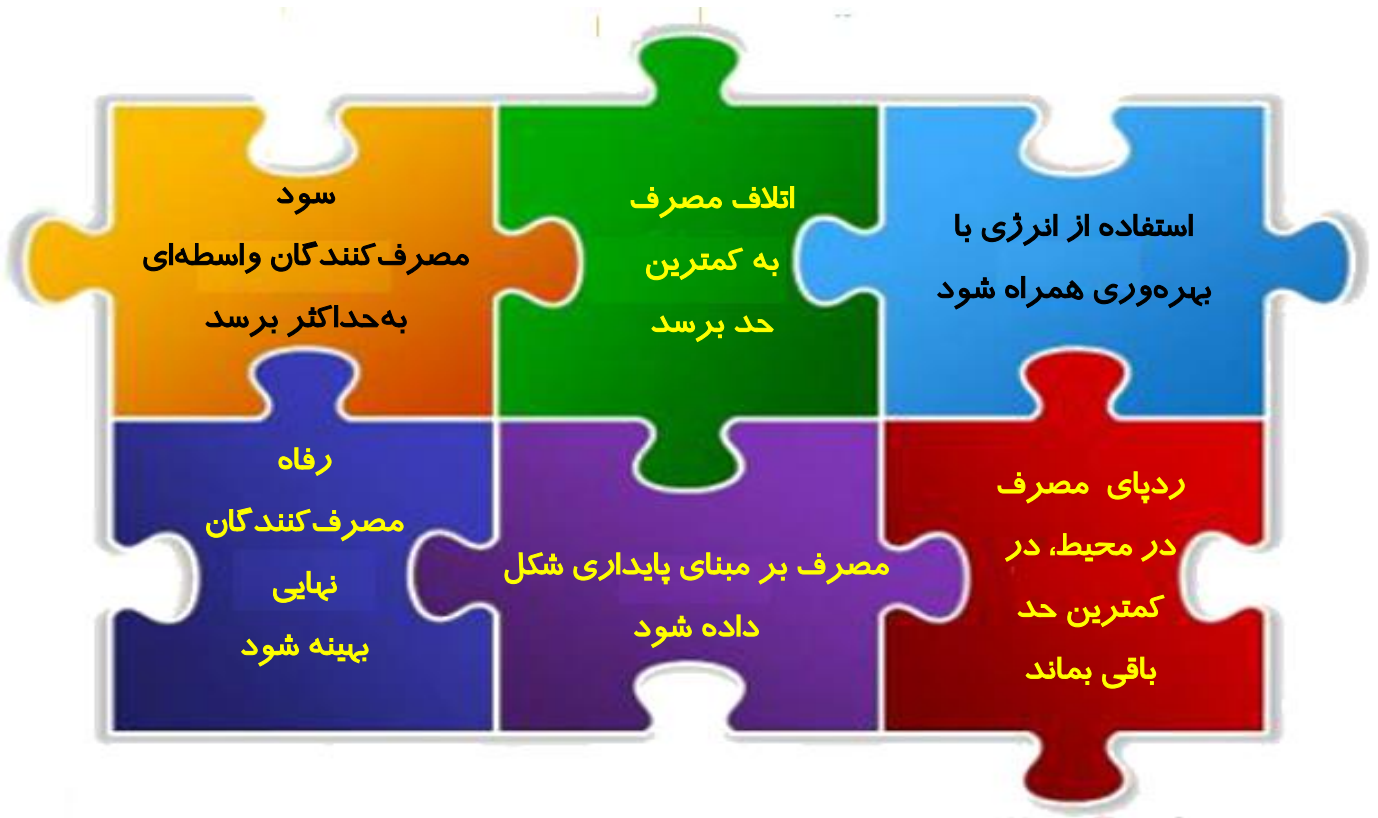 استفاده از انرژی با
بهره‌وری همراه شود
اتلاف مصرف
به کمترین
حد برسد
سود
مصرف‌کنندگان واسطه‌ای
به‌حداکثر برسد
ردپای مصرف
در محیط، در
کمترین حد
باقی بماند
مصرف بر مبنای پایداری شکل
داده شود
رفاه
مصرف‌کنندگان
نهایی
بهینه شود